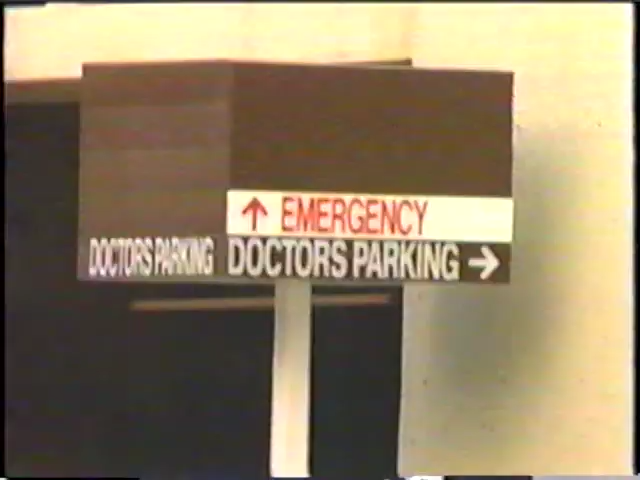 ↑ EMERGENCY
DOCTORS PARKING
DOCTORS PARKING →